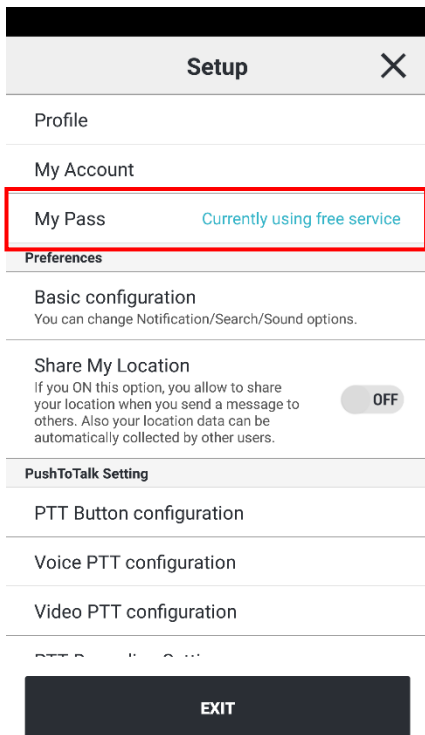 Setup
Profile
My Account
My Pass Currently using free service
Preferences
Basic configuration
You can change Notification/Search/Sound options.
Share My Location
If you ON this option, you allow to share
your location when you send a message to
others. Also your location data can be
automatically collected by other users.
OFF
PushToTalk Setting
PTT Button configuration
Voice PTT configuration
Video PTT configuration
EXIT